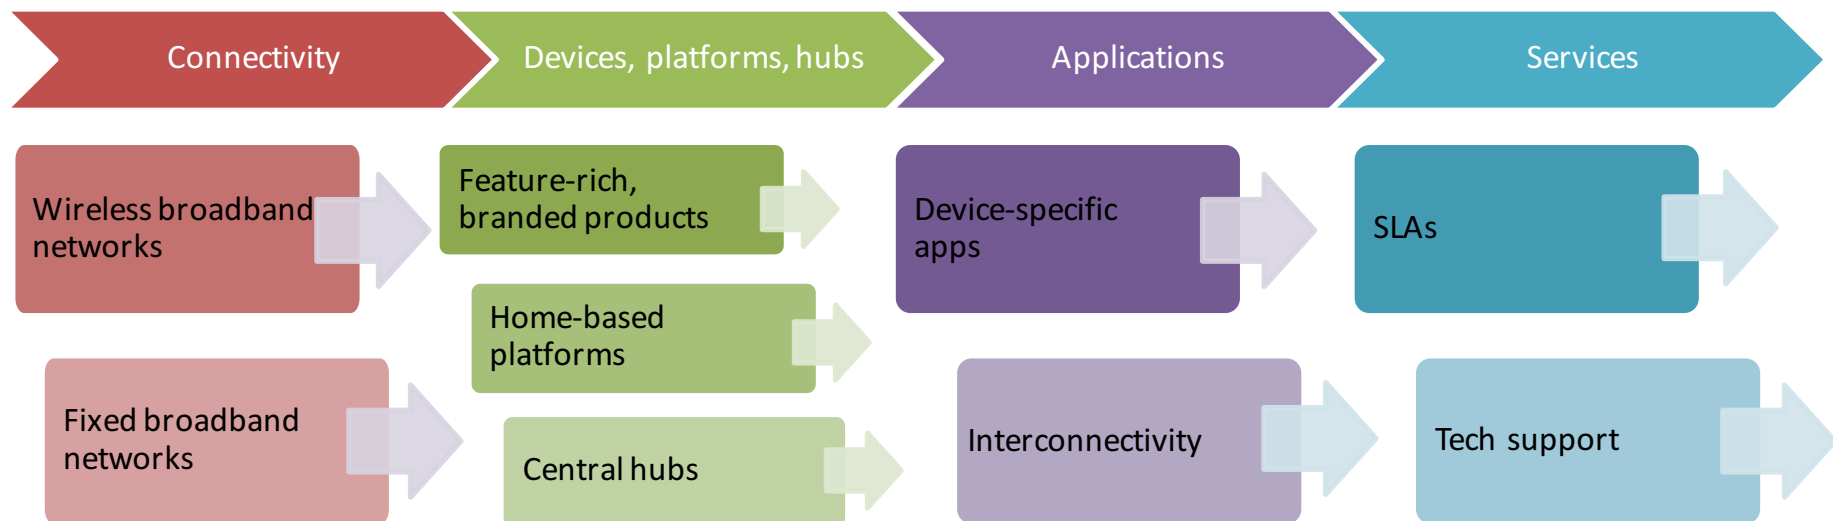 Connectivity
Devices, platforms, hubs
Applications
Services
Wireless broadband
networks
Fixed broadband
networks
Feature-rich,
branded products
Home-based
platforms
Central hubs
Device-specific
apps
Interconnectivity
SLAs
Tech support